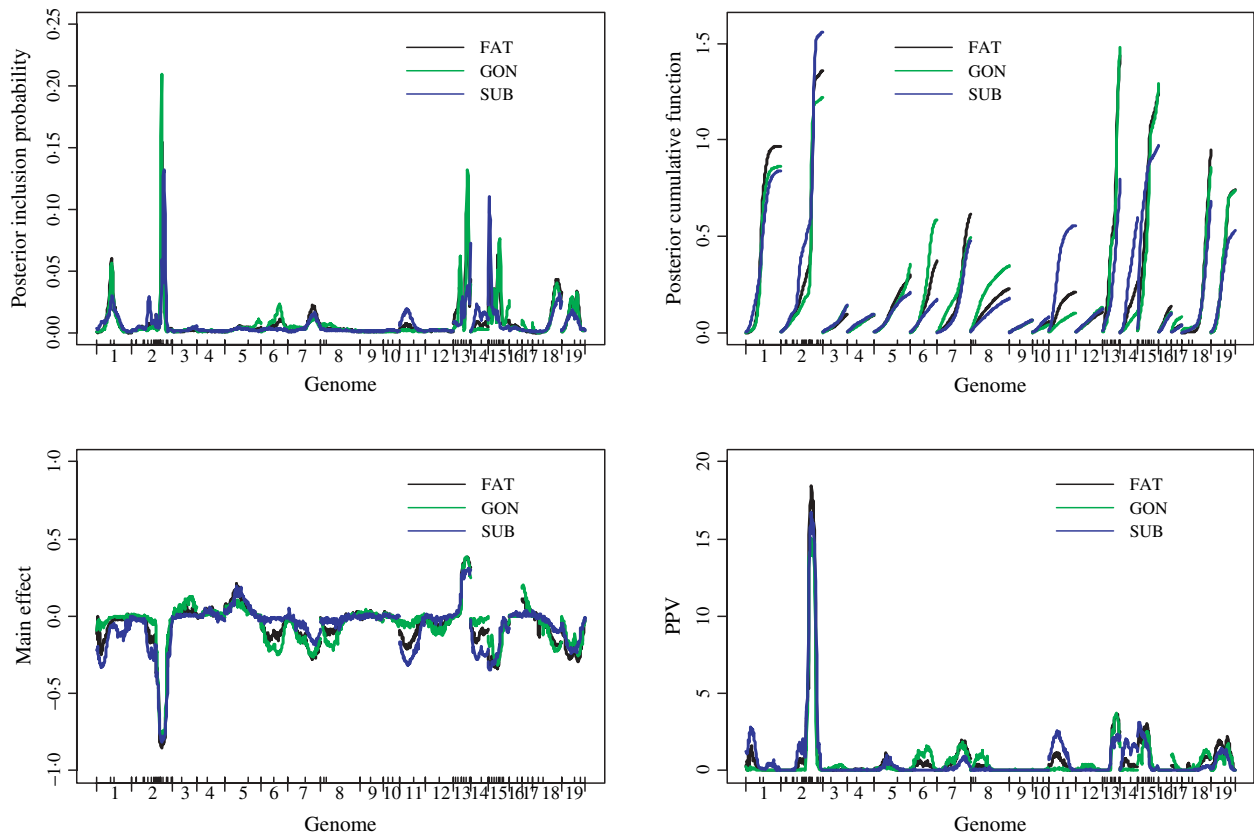 Posterior inclusion probability
0·25
0·20
0·15
0·10
0·05
0·00
FAT
GON
SUB
1 2 3 4 5 6 7 8 9 10 11 12 13 14 15 16 17 18 19
Genome
Posterior cumulative function
1·5
1·0
0·5
0·0
FAT
GON
SUB
1 2 3 4 5 6 7 8 9 10 11 12 13 14 15 16 17 18 19
Genome
Main effect
1·0
0·5
0·0
−0·5
−1·0
FAT
GON
SUB
1 2 3 4 5 6 7 8 9 10 11 12 13 14 15 16 17 18 19
Genome
PPV
20
15
10
5
0
FAT
GON
SUB
1 2 3 4 5 6 7 8 9 10 11 12 13 14 15 16 17 18 19
Genome